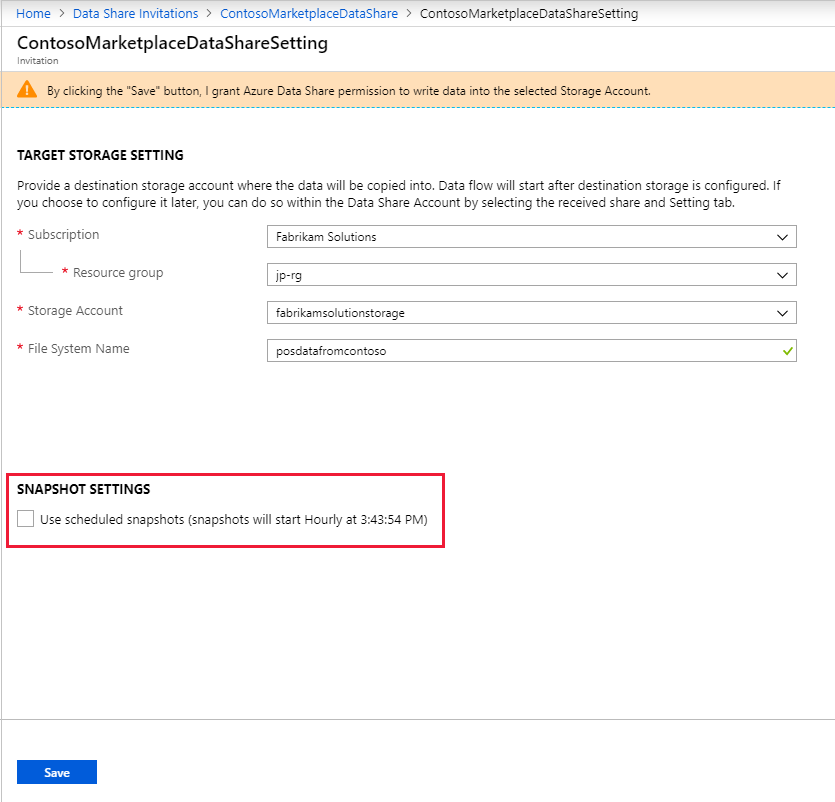 Home > Data Share Invitations > ContosoMarketplaceDataShare > ContosoMarketplaceDataShareSetting
ContosoMarketplaceDataShareSetting
Invitation
By clicking the "Save" button, I grant Azure Data Share permission to write data into the selected Storage Account.
TARGET STORAGE SETTING
Provide a destination storage account where the data will be copied into. Data flow will start after destination storage is configured. If
you choose to configure it later, you can do so within the Data Share Account by selecting the received share and Setting tab.
* Subscription Fabrikam Solutions
* Resource group jp-rg
* Storage Account fabrikamsolutionstorage
* File System Name posdatafromcontoso
SNAPSHOT SETTINGS
Use scheduled snapshots (snapshots will start Hourly at 3:43:54 PM)
Save